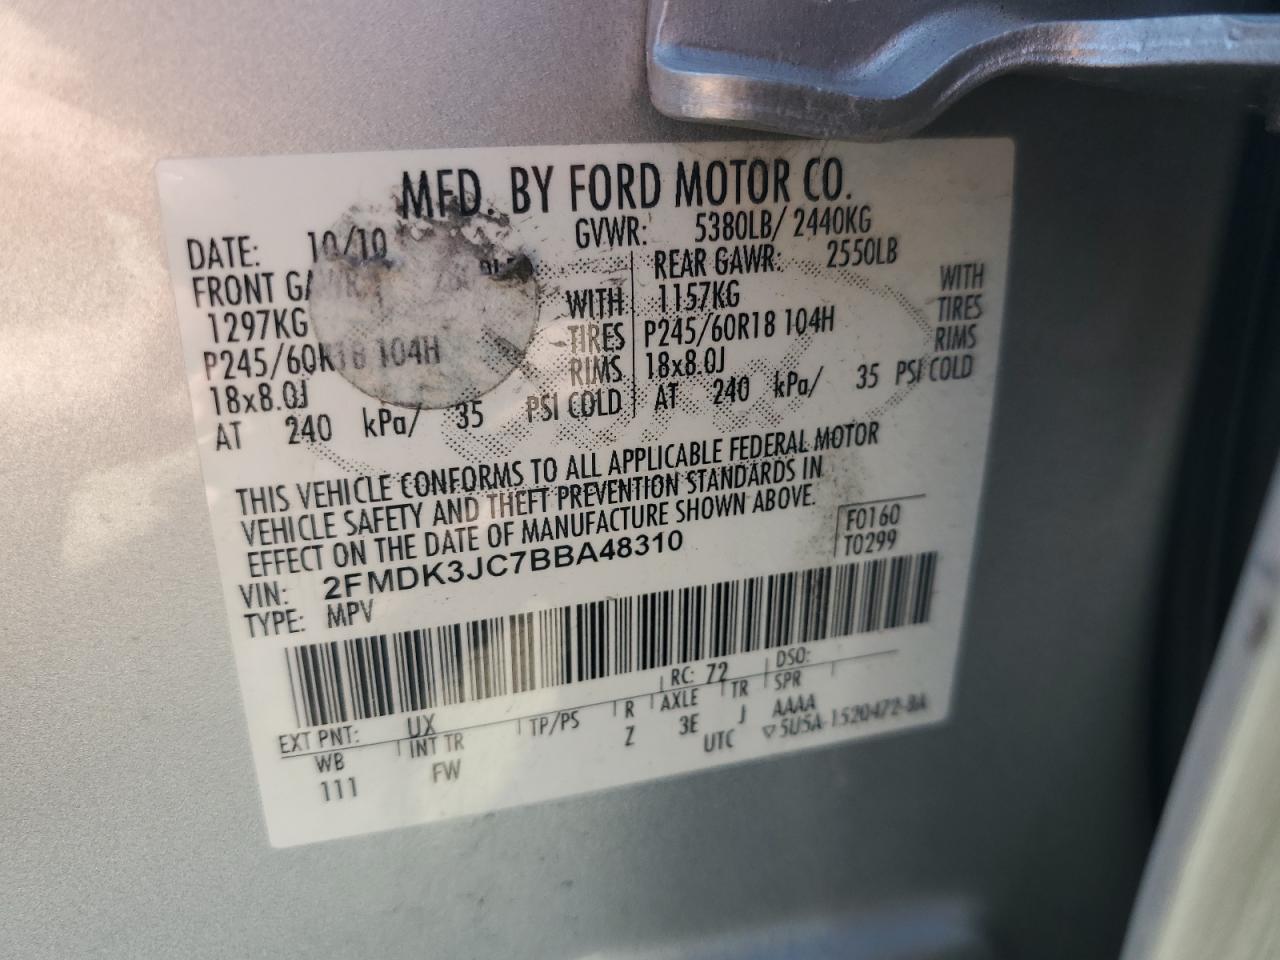 MFD. BY FORD MOTOR CO.
DATE: 10/10 GVWR: 5380LB/ 2440KG
FRONT GAWR: REAR GAWR: 2550LB
1297KG WITH 1157KG WITH
P245/60R18 104H TIRES P245/60R18 104H TIRES
18x8.0J RIMS 18x8.0J RIMS
AT 240 kPa/ 35 PSI COLD AT 240 kPa/ 35 PSI COLD
THIS VEHICLE CONFORMS TO ALL APPLICABLE FEDERAL MOTOR
VEHICLE SAFETY AND THEFT PREVENTION STANDARDS IN
EFFECT ON THE DATE OF MANUFACTURE SHOWN ABOVE.
F0160
VIN: 2FMDK3JC7BBA48310 T0299
TYPE: MPV
EXT PNT: UX RC: 72 DSO:
WB INT TR TP/PS R AXLE TR SPR
111 FW Z 3E J AAAA
UTC ▽5U5A-1520472-BA